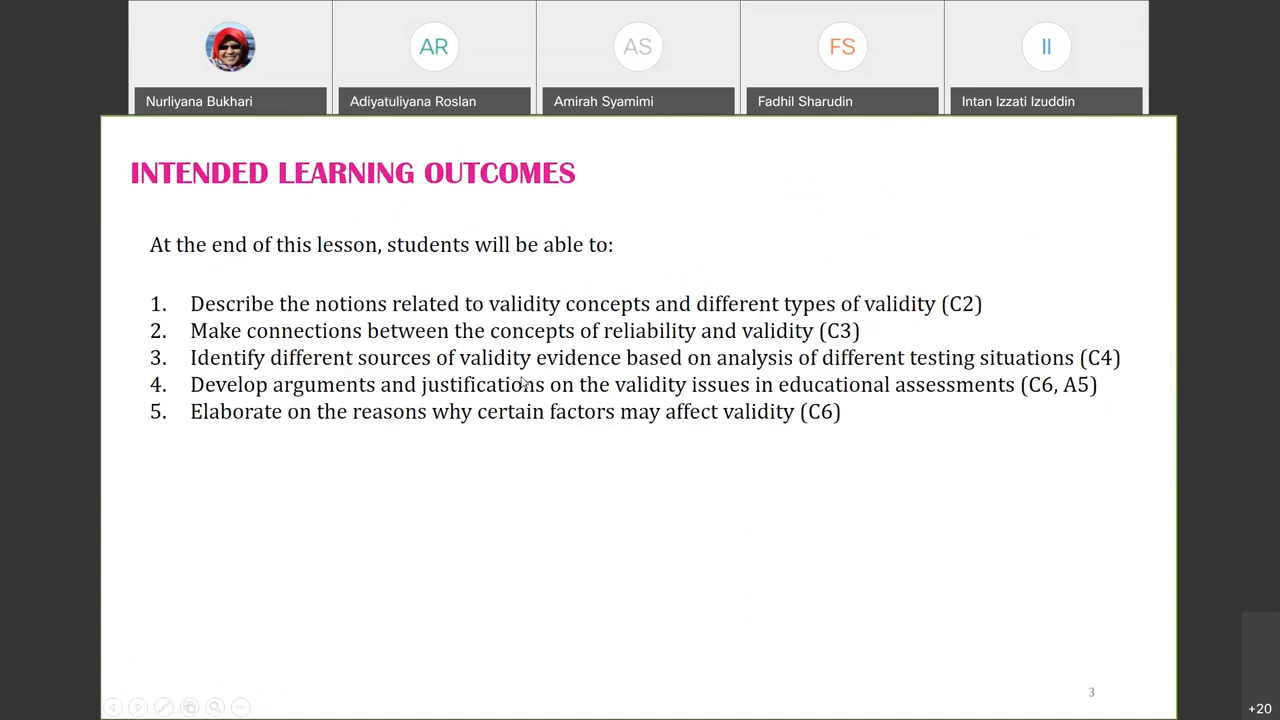 AR
AS
FS
II
Nurliyana Bukhari
Adiyatuliyana Roslan
Amirah Syamimi
Fadhil Sharudin
Intan Izzati Izuddin
INTENDED LEARNING OUTCOMES
At the end of this lesson, students will be able to:
1. Describe the notions related to validity concepts and different types of validity (C2)
2. Make connections between the concepts of reliability and validity (C3)
3. Identify different sources of validity evidence based on analysis of different testing situations (C4)
4. Develop arguments and justifications on the validity issues in educational assessments (C6, A5)
5. Elaborate on the reasons why certain factors may affect validity (C6)
3
+20